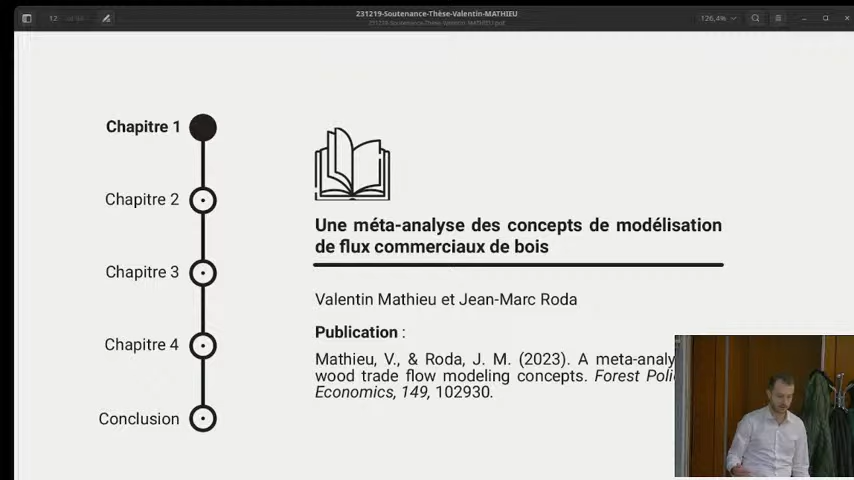 231219-Soutenance-Thèse-Valentin-MATHIEU
12
126,4%
Chapitre 1
Chapitre 2
Chapitre 3
Chapitre 4
Conclusion
Une méta-analyse des concepts de modélisation
de flux commerciaux de bois
Valentin Mathieu et Jean-Marc Roda
Publication :
Mathieu, V., & Roda, J. M. (2023). A meta-analy
wood trade flow modeling concepts. Forest Poli
Economics, 149, 102930.